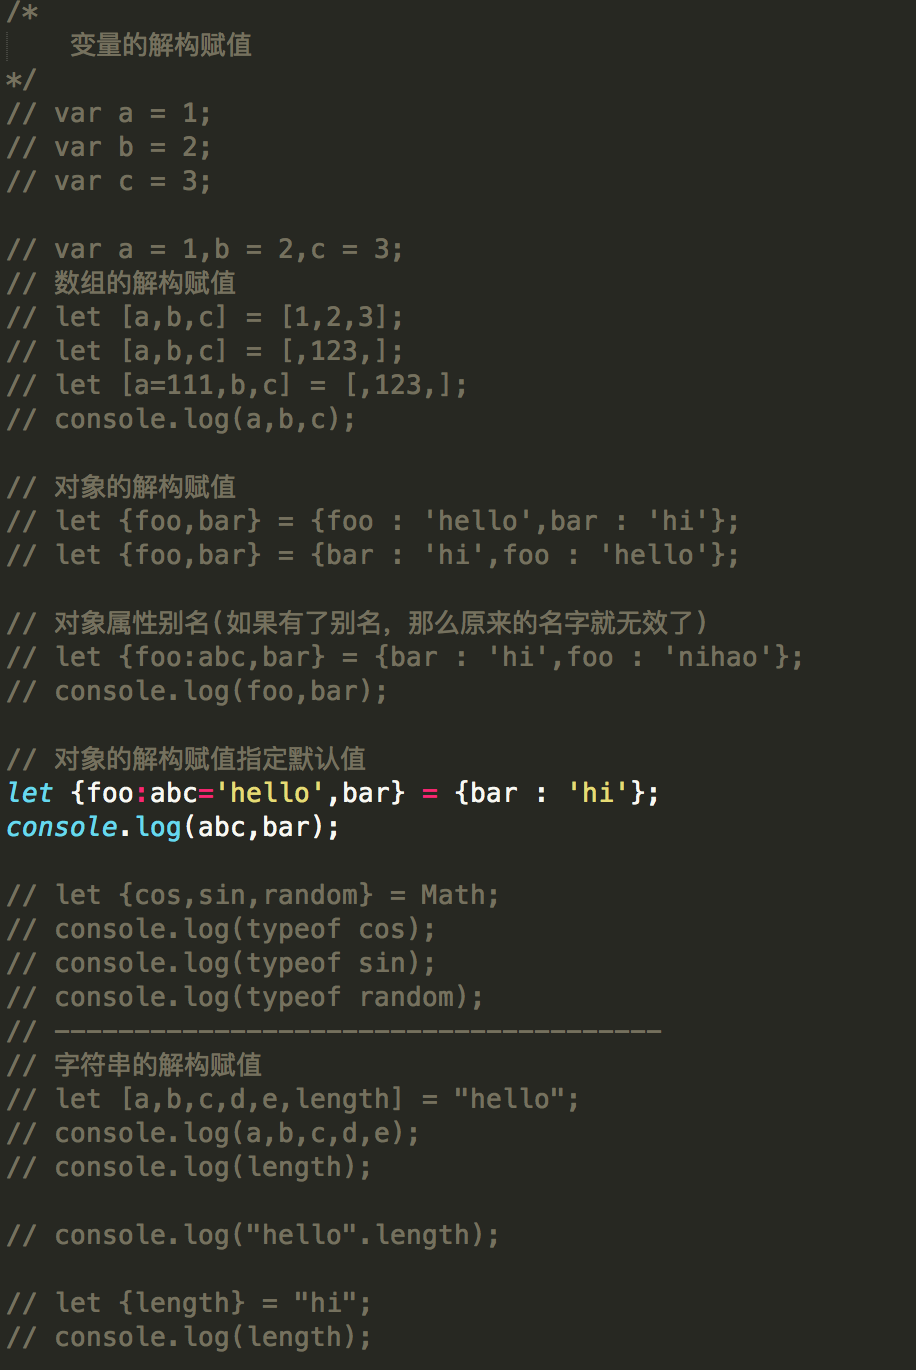 /*
    变量的解构赋值
*/
// var a = 1;
// var b = 2;
// var c = 3;

// var a = 1,b = 2,c = 3;
// 数组的解构赋值
// let [a,b,c] = [1,2,3];
// let [a,b,c] = [,123,];
// let [a=111,b,c] = [,123,];
// console.log(a,b,c);

// 对象的解构赋值
// let {foo,bar} = {foo : 'hello',bar : 'hi'};
// let {foo,bar} = {bar : 'hi',foo : 'hello'};

// 对象属性别名(如果有了别名，那么原来的名字就无效了)
// let {foo:abc,bar} = {bar : 'hi',foo : 'nihao'};
// console.log(foo,bar);

// 对象的解构赋值指定默认值
let {foo:abc='hello',bar} = {bar : 'hi'};
console.log(abc,bar);

// let {cos,sin,random} = Math;
// console.log(typeof cos);
// console.log(typeof sin);
// console.log(typeof random);
// --------------------------------------
// 字符串的解构赋值
// let [a,b,c,d,e,length] = "hello";
// console.log(a,b,c,d,e);
// console.log(length);

// console.log("hello".length);

// let {length} = "hi";
// console.log(length);